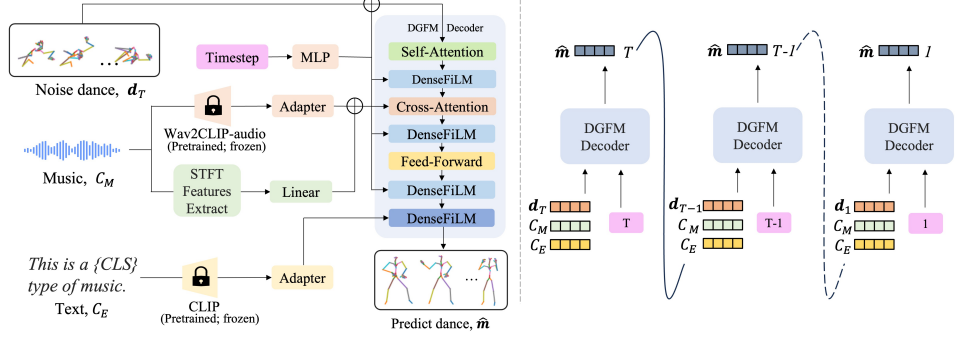 Noise dance, d_T
Timestep
MLP
DGFM Decoder
Self-Attention
DenseFiLM
Cross-Attention
DenseFiLM
Feed-Forward
DenseFiLM
DenseFiLM
Music, C_M
Wav2CLIP-audio
(Pretrained; frozen)
Adapter
STFT
Features
Extract
Linear
This is a {CLS}
type of music.
Text, C_E
CLIP
(Pretrained; frozen)
Adapter
...
...
Predict dance, m̂
m̂ T
DGFM
Decoder
d_T
C_M
C_E
T
m̂ T-1
DGFM
Decoder
d_{T-1}
C_M
C_E
T-1
m̂ 1
DGFM
Decoder
d_1
C_M
C_E
1